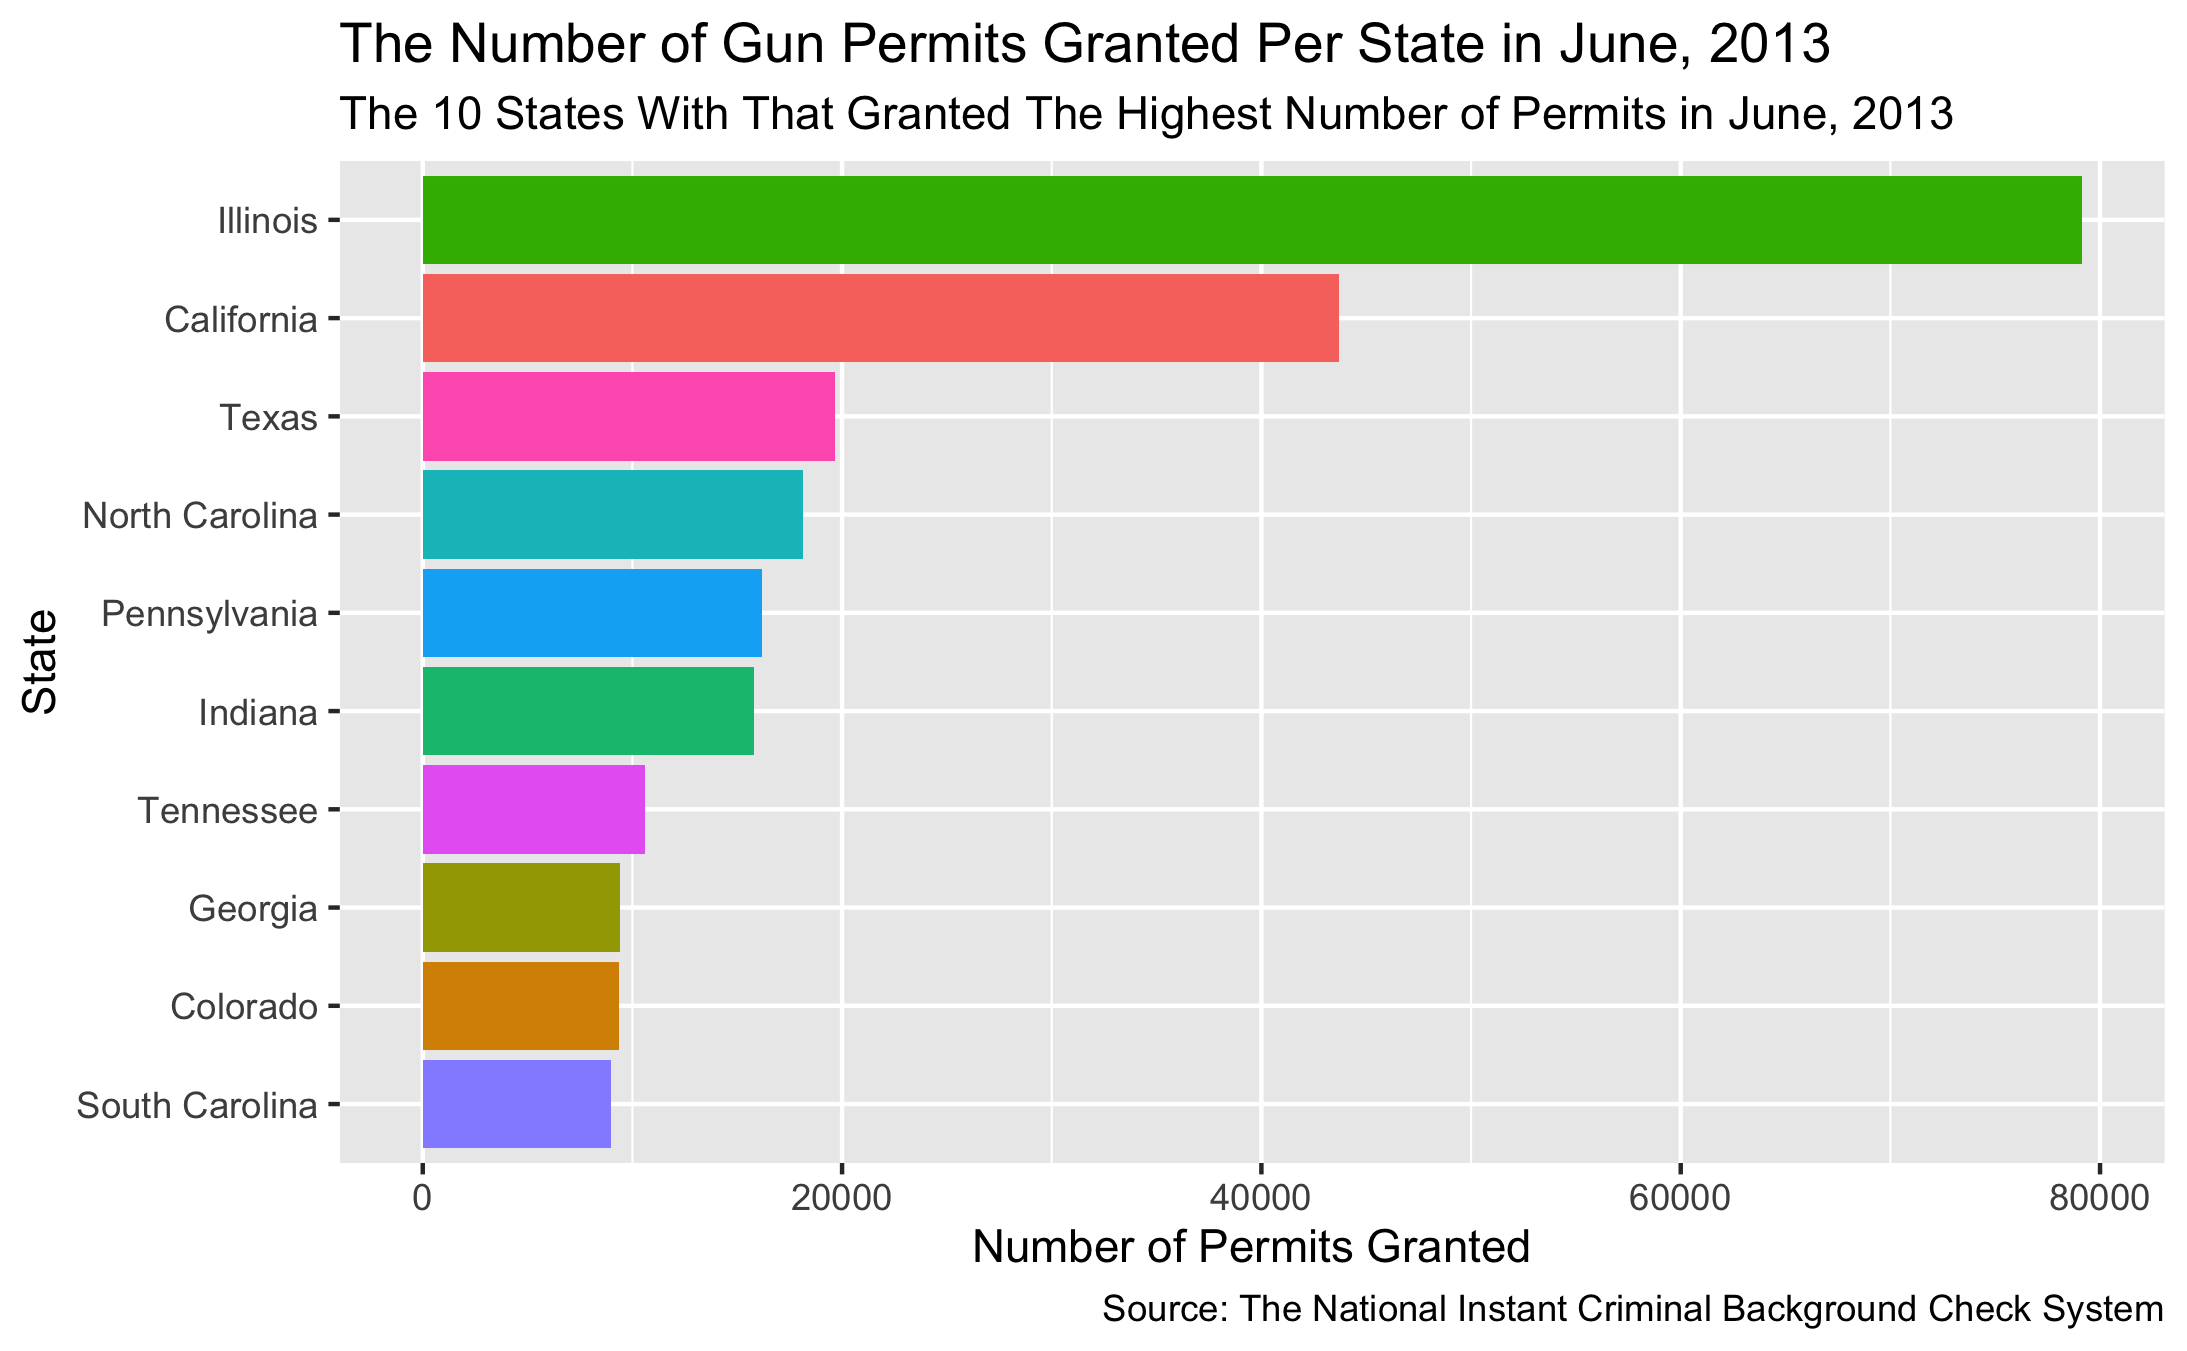 The Number of Gun Permits Granted Per State in June, 2013
The 10 States With That Granted The Highest Number of Permits in June, 2013
Illinois
California
Texas
North Carolina
Pennsylvania
Indiana
Tennessee
Georgia
Colorado
South Carolina
State
0 20000 40000 60000 80000
Number of Permits Granted
Source: The National Instant Criminal Background Check System